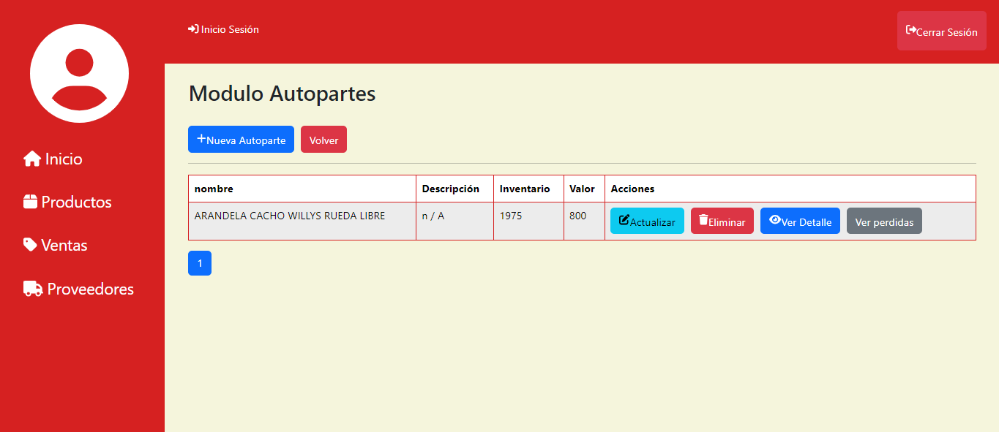 Inicio Sesión
Cerrar Sesión
Inicio
Productos
Ventas
Proveedores
Modulo Autopartes
Nueva Autoparte
Volver
nombre Descripción Inventario Valor Acciones
ARANDELA CACHO WILLYS RUEDA LIBRE n / A 1975 800 Actualizar Eliminar Ver Detalle Ver perdidas
1